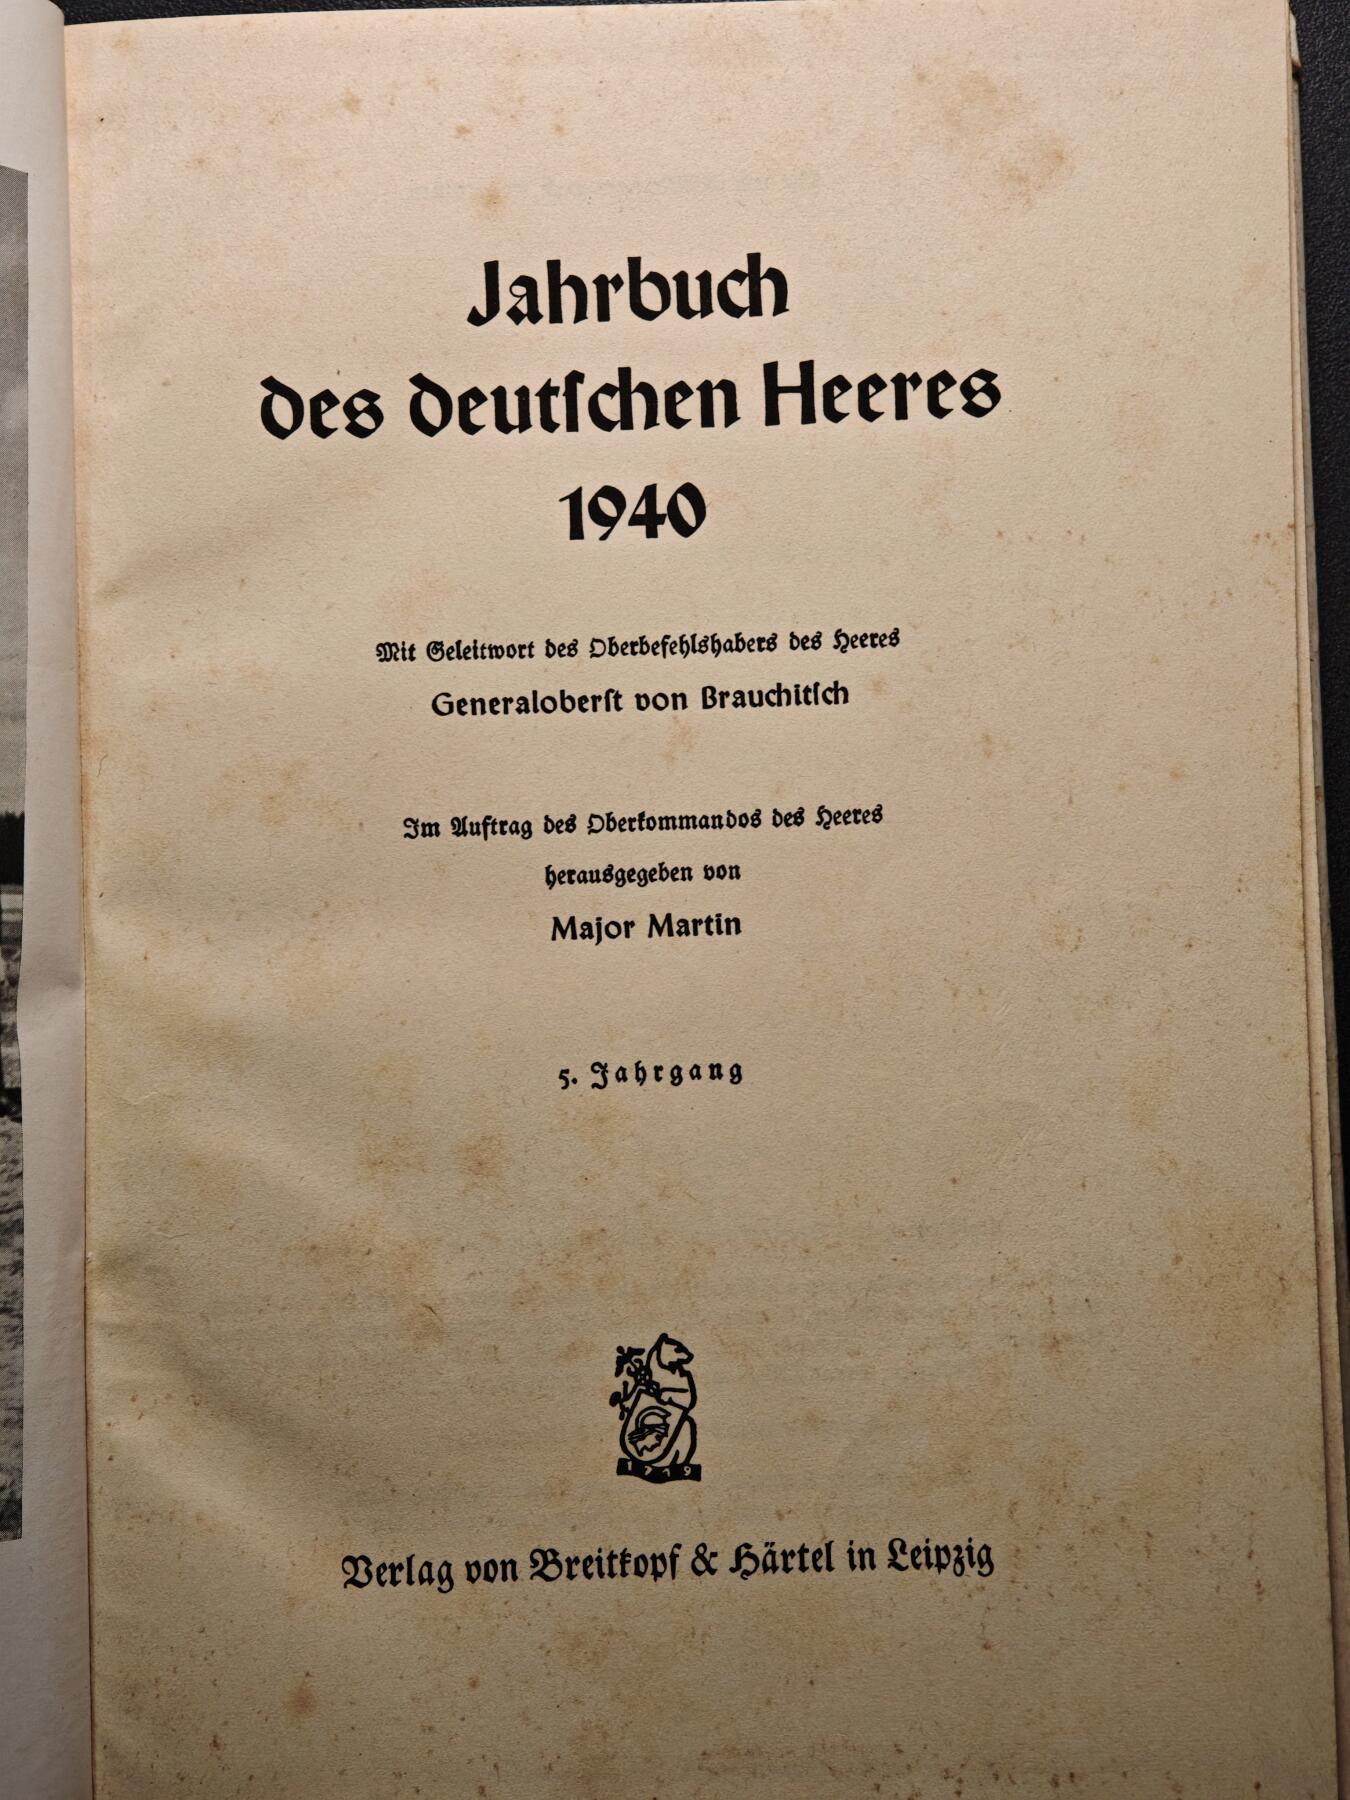 Jahrbuch
des deutſchen Heeres
1940
Mit Geleitwort des Oberbefehlshabers des Heeres
Generaloberſt von Brauchitſch
Im Auftrag des Oberkommandos des Heeres
herausgegeben von
Major Martin
5. Jahrgang
1719
Verlag von Breitkopf & Härtel in Leipzig